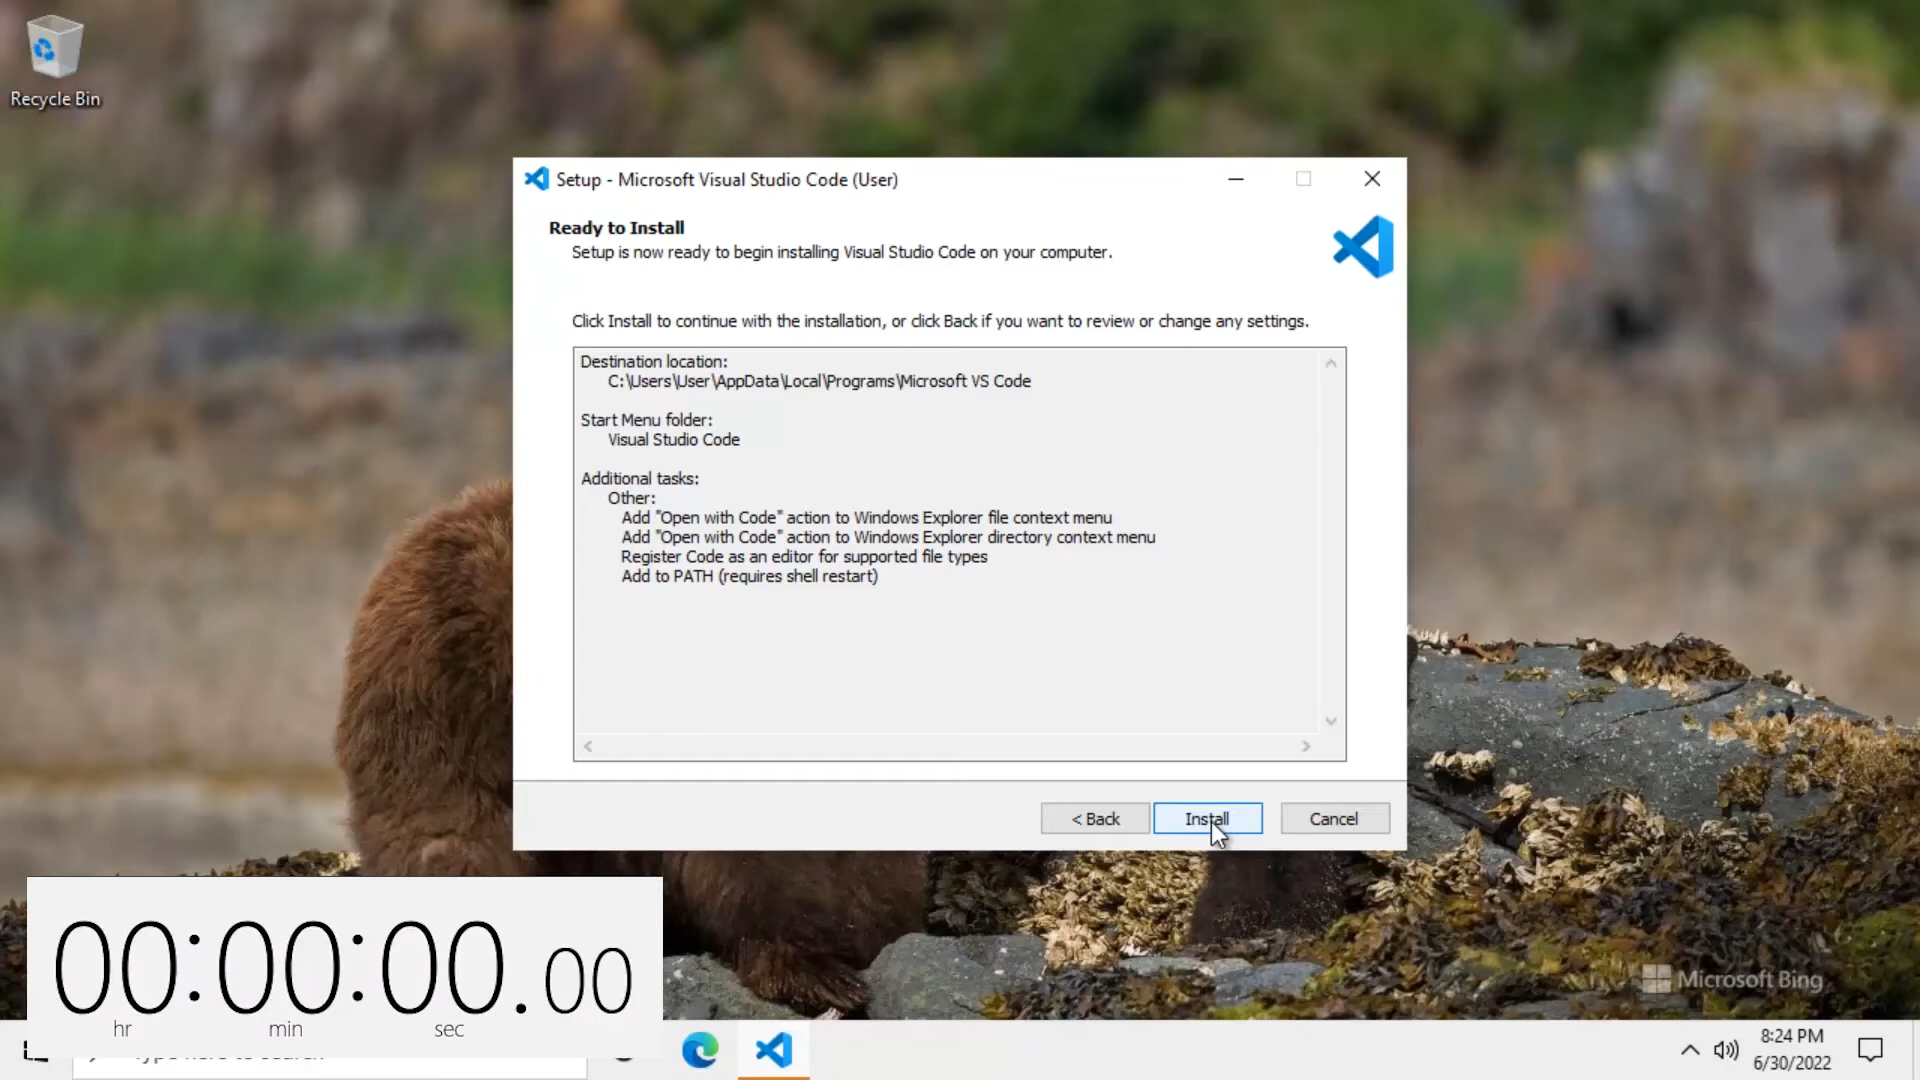 Recycle Bin
Setup - Microsoft Visual Studio Code (User)
Ready to Install
Setup is now ready to begin installing Visual Studio Code on your computer.
Click Install to continue with the installation, or click Back if you want to review or change any settings.
Destination location:
C:\Users\User\AppData\Local\Programs\Microsoft VS Code
Start Menu folder:
Visual Studio Code
Additional tasks:
Other:
Add "Open with Code" action to Windows Explorer file context menu
Add "Open with Code" action to Windows Explorer directory context menu
Register Code as an editor for supported file types
Add to PATH (requires shell restart)
< Back
Install
Cancel
00:00:00.00
hr min sec
Microsoft Bing
8:24 PM
6/30/2022